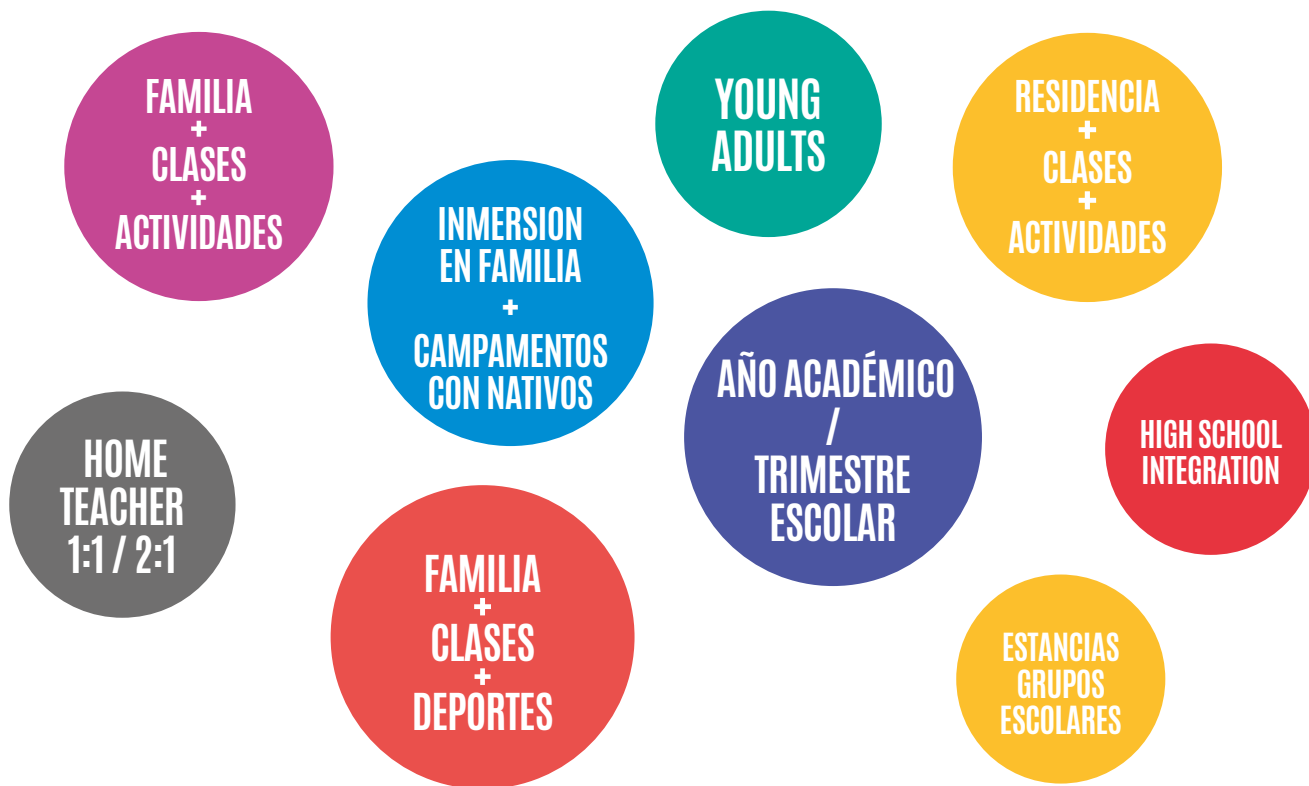 FAMILIA
+
CLASES
+
ACTIVIDADES
INMERSION
EN FAMILIA
+
CAMPAMENTOS
CON NATIVOS
YOUNG
ADULTS
RESIDENCIA
+
CLASES
+
ACTIVIDADES
HOME
TEACHER
1:1 / 2:1
FAMILIA
+
CLASES
+
DEPORTES
AÑO ACADÉMICO
/
TRIMESTRE
ESCOLAR
HIGH SCHOOL
INTEGRATION
ESTANCIAS
GRUPOS
ESCOLARES